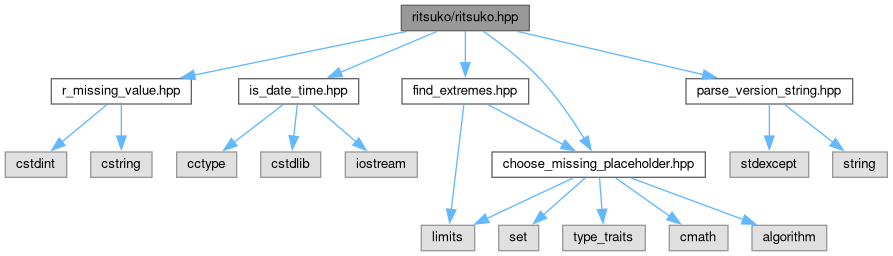 ritsuko/ritsuko.hpp
r_missing_value.hpp
is_date_time.hpp
find_extremes.hpp
parse_version_string.hpp
cstdint
cstring
cctype
cstdlib
iostream
choose_missing_placeholder.hpp
stdexcept
string
limits
set
type_traits
cmath
algorithm